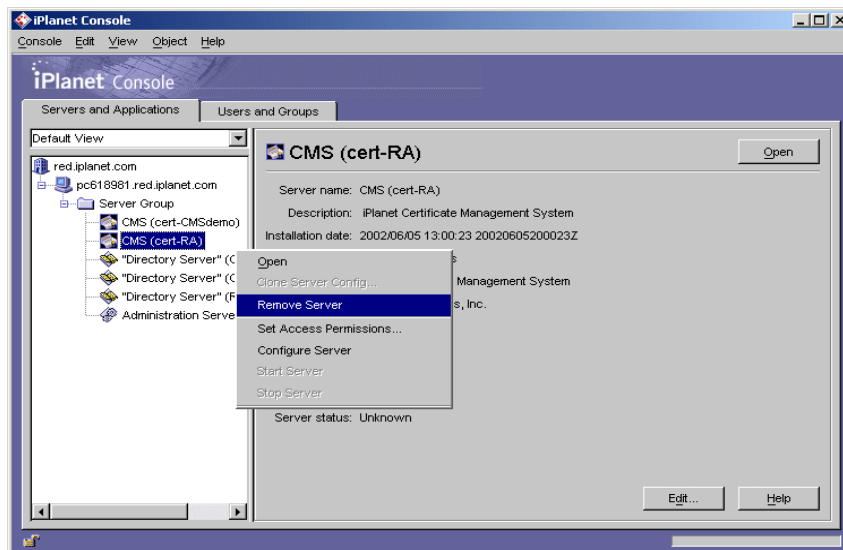 iPlanet Console
Console Edit View Object Help
iPlanet Console
Servers and Applications
Users and Groups
Default View
red.iplanet.com
pc618981.red.iplanet.com
Server Group
CMS (cert-CMSdemo)
CMS (cert-RA)
"Directory Server" (C
"Directory Server" (C
"Directory Server" (F
Administration Serve
CMS (cert-RA)
Open
Server name: CMS (cert-RA)
Description: iPlanet Certificate Management System
Installation date: 2002/06/05 13:00:23 20020605200023Z
s
Management System
s, Inc.
Open
Clone Server Config...
Remove Server
Set Access Permissions...
Configure Server
Start Server
Stop Server
Server status: Unknown
Edit...
Help